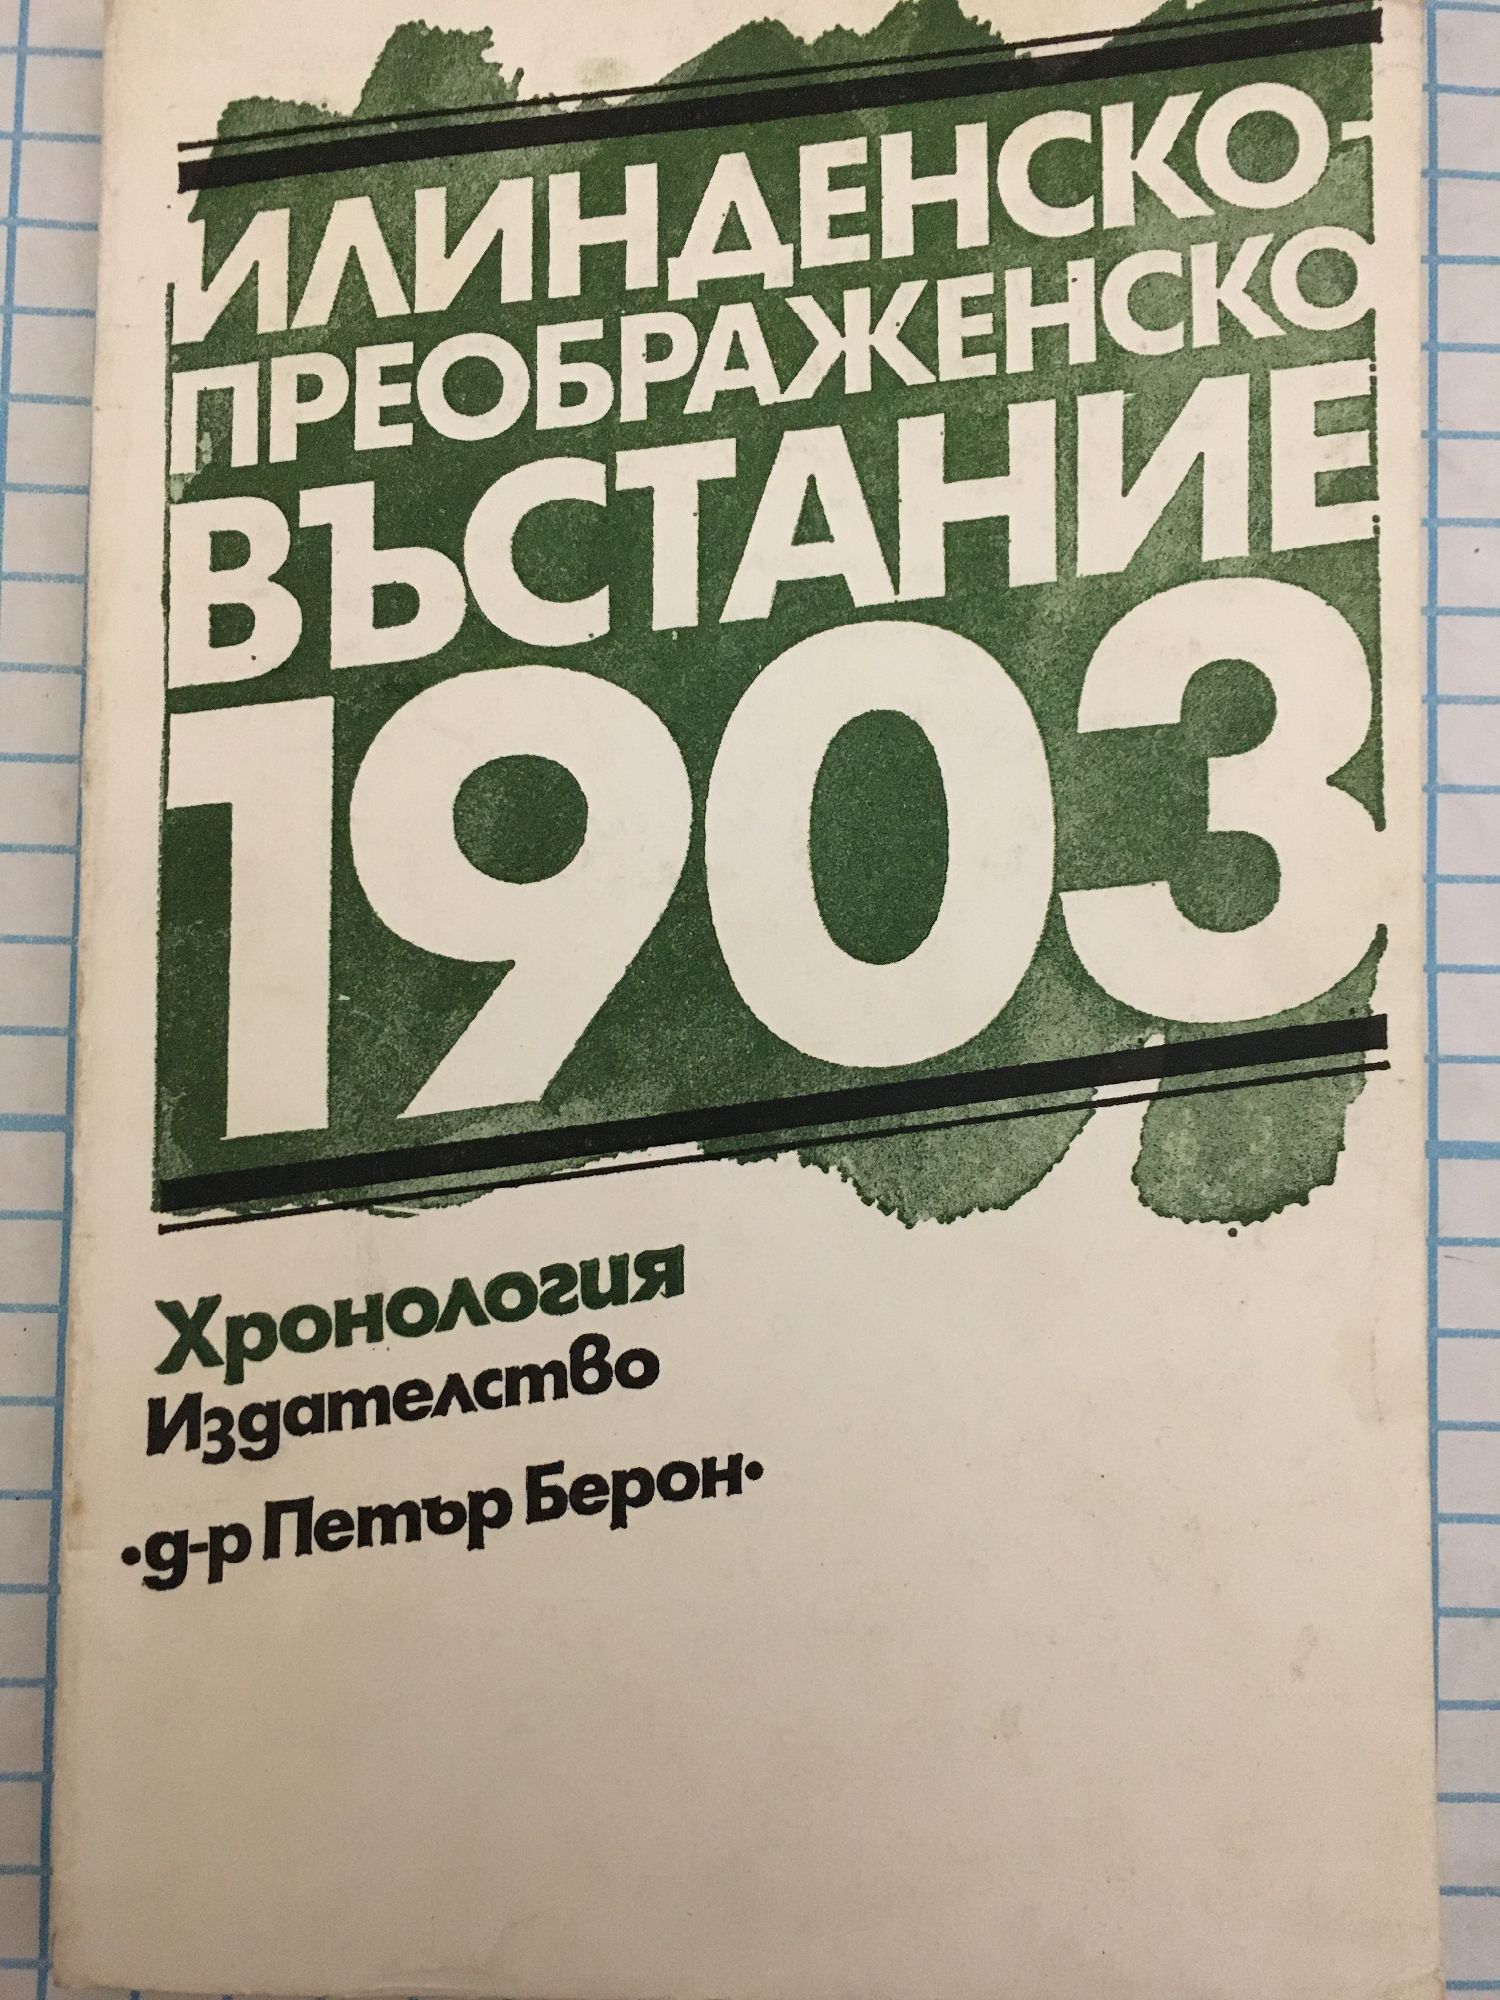 ИЛИНДЕНСКО-
ПРЕОБРАЖЕНСКО
ВЪСТАНИЕ
1903
Хронология
Издателство
•д-р Петър Берон•